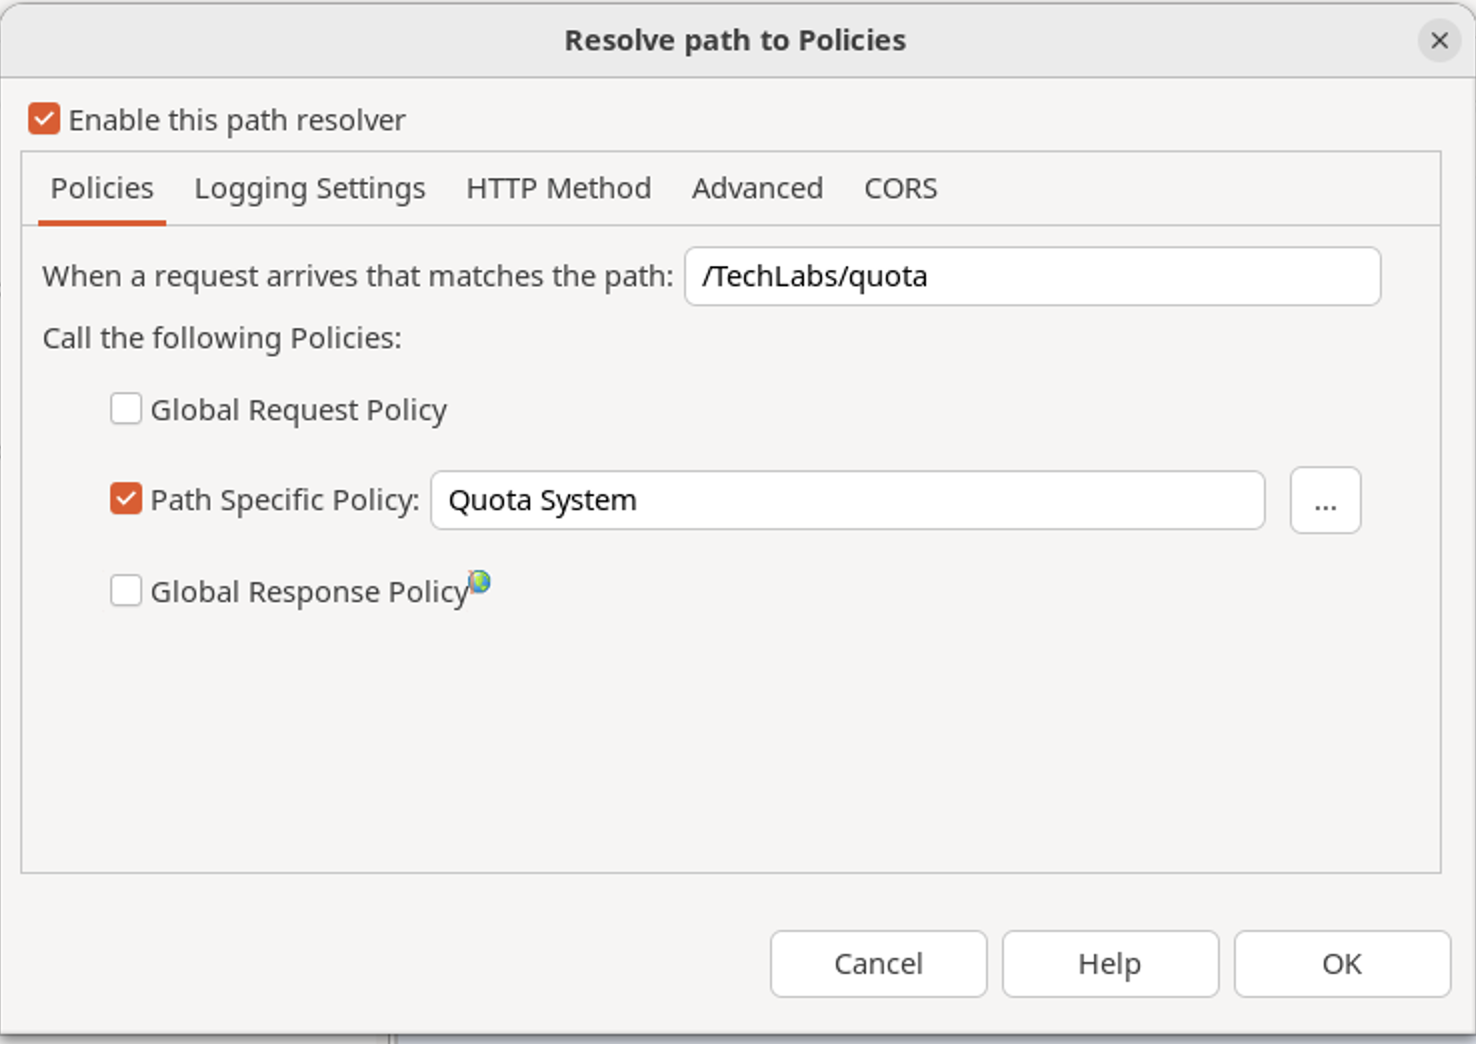 Resolve path to Policies
Enable this path resolver
Policies Logging Settings HTTP Method Advanced CORS
When a request arrives that matches the path: /TechLabs/quota
Call the following Policies:
Global Request Policy
Path Specific Policy: Quota System ...
Global Response Policy
Cancel Help OK